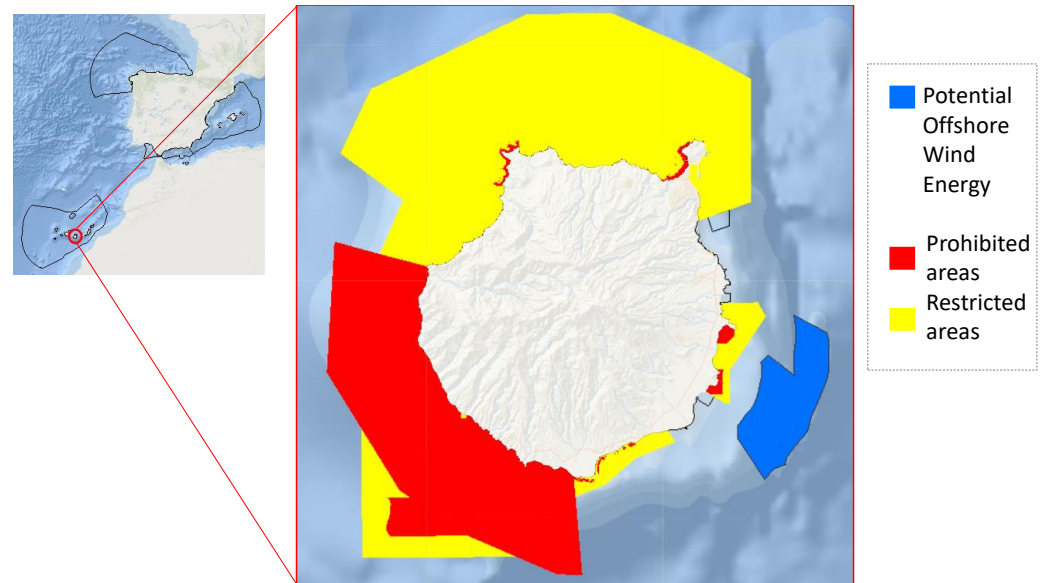 Potential
Offshore
Wind
Energy
Prohibited
areas
Restricted
areas